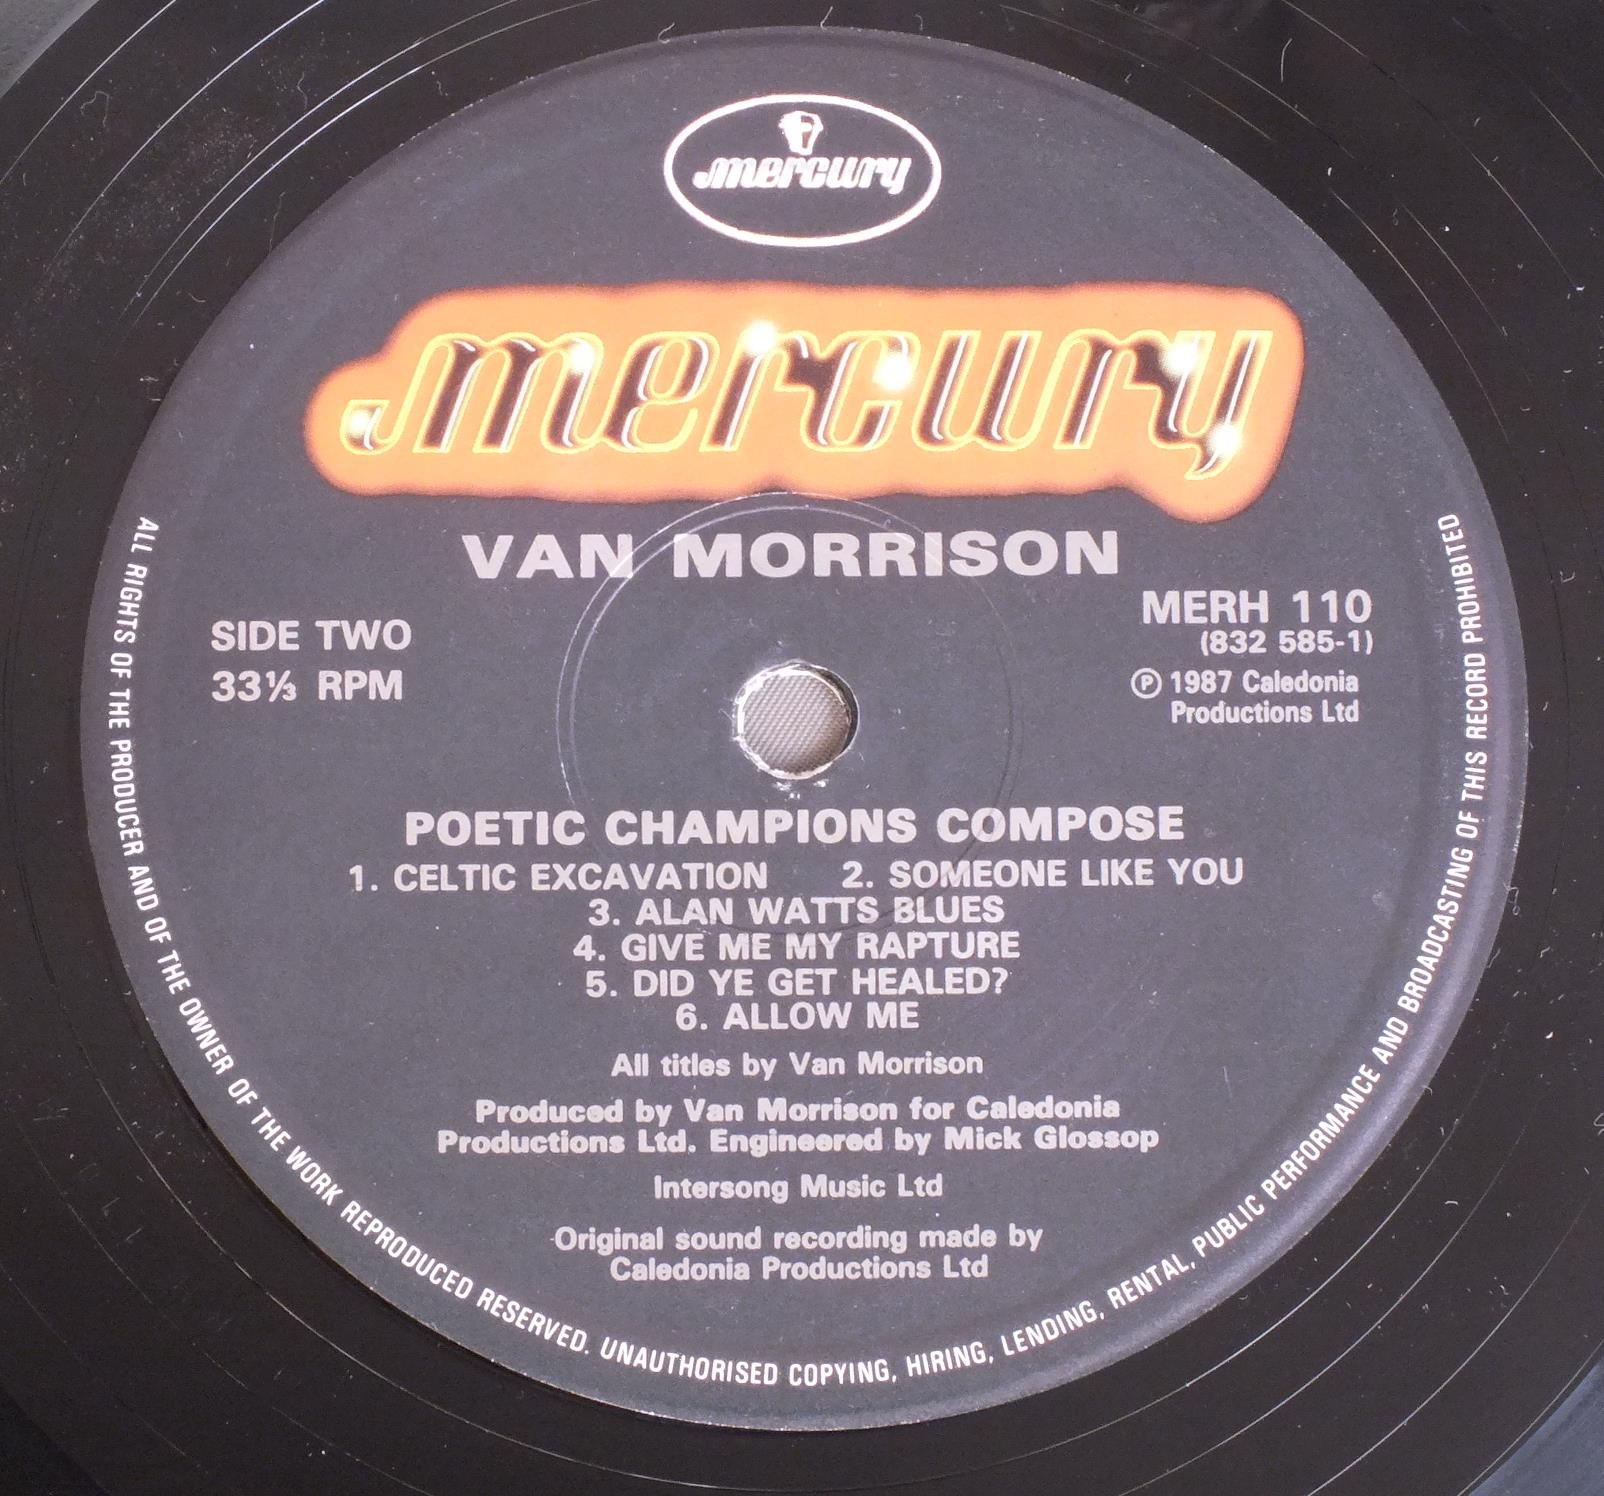 mercury
mercury
VAN MORRISON
SIDE TWO
33⅓ RPM
MERH 110
(832 585-1)
℗ 1987 Caledonia
Productions Ltd
POETIC CHAMPIONS COMPOSE
1. CELTIC EXCAVATION 2. SOMEONE LIKE YOU
3. ALAN WATTS BLUES
4. GIVE ME MY RAPTURE
5. DID YE GET HEALED?
6. ALLOW ME
All titles by Van Morrison
Produced by Van Morrison for Caledonia
Productions Ltd. Engineered by Mick Glossop
Intersong Music Ltd
Original sound recording made by
Caledonia Productions Ltd
ALL RIGHTS OF THE PRODUCER AND OF THE OWNER OF THE WORK REPRODUCED RESERVED. UNAUTHORISED COPYING, HIRING, LENDING, RENTAL, PUBLIC PERFORMANCE AND BROADCASTING OF THIS RECORD PROHIBITED